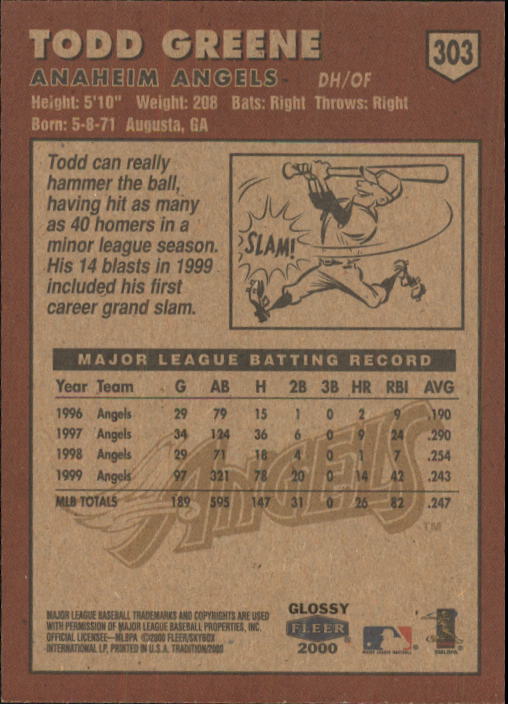 TODD GREENE
303
ANAHEIM ANGELS- DH/OF
Height: 5'10" Weight: 208 Bats: Right Throws: Right
Born: 5-8-71 Augusta, GA
Todd can really
hammer the ball,
having hit as many
as 40 homers in a
minor league season.
His 14 blasts in 1999
included his first
career grand slam.
SLAM!
MAJOR LEAGUE BATTING RECORD
Year Team G AB H 2B 3B HR RBI AVG
1996 Angels 29 79 15 1 0 2 9 .190
1997 Angels 34 124 36 6 0 9 24 .290
1998 Angels 29 71 18 4 0 1 7 .254
1999 Angels 97 321 78 20 0 14 42 .243
MLB TOTALS 189 595 147 31 0 26 82 .247
ANGELS
TM
MAJOR LEAGUE BASEBALL TRADEMARKS AND COPYRIGHTS ARE USED
WITH PERMISSION OF MAJOR LEAGUE BASEBALL PROPERTIES, INC.
OFFICIAL LICENSEE—MLBPA ©2000 FLEER/SKYBOX
INTERNATIONAL LP, PRINTED IN U.S.A. TRADITION/2000
GLOSSY
FLEER
2000
MAJOR LEAGUE BASEBALL